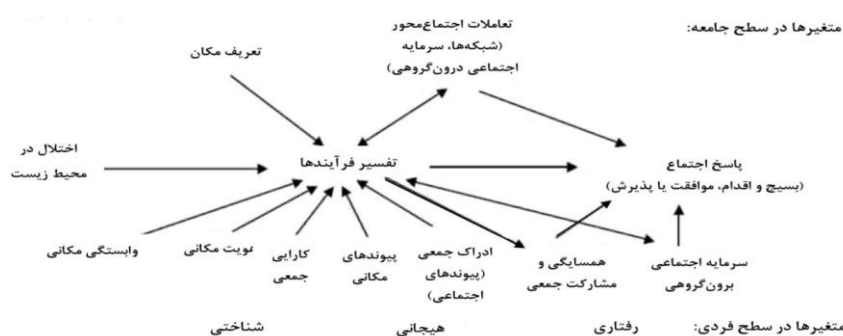 متغیرها در سطح جامعه:
تعاملات اجتماع‌محور
(شبکه‌ها، سرمایه
اجتماعی درون‌گروهی)
تعریف مکان
اختلال در
محیط زیست
تفسیر فرآیندها
پاسخ اجتماع
(بسیج و اقدام، موافقت یا پذیرش)
سرمایه اجتماعی
برون‌گروهی
همسایگی و
مشارکت جمعی
ادراک جمعی
(پیوندهای
اجتماعی)
پیوندهای
مکانی
کارایی
جمعی
هویت مکانی
وابستگی مکانی
متغیرها در سطح فردی:
رفتاری
هیجانی
شناختی